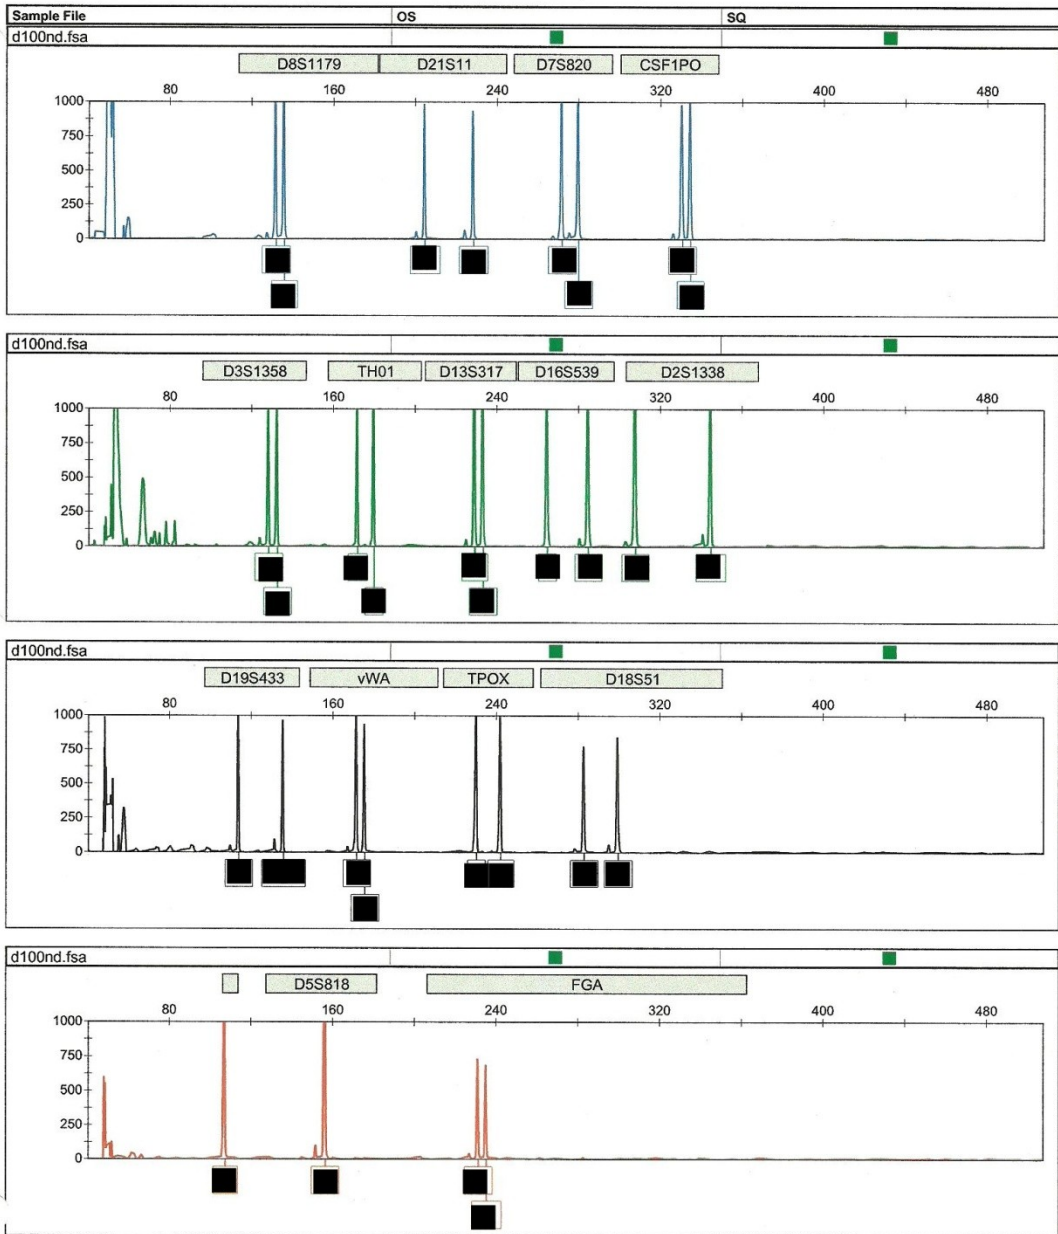 Sample File OS SQ
d100nd.fsa
D8S1179 D21S11 D7S820 CSF1PO
80 160 240 320 400 480
1000
750
500
250
0
d100nd.fsa
D3S1358 TH01 D13S317 D16S539 D2S1338
80 160 240 320 400 480
1000
750
500
250
0
d100nd.fsa
D19S433 vWA TPOX D18S51
80 160 240 320 400 480
1000
750
500
250
0
d100nd.fsa
D5S818 FGA
80 160 240 320 400 480
1000
750
500
250
0